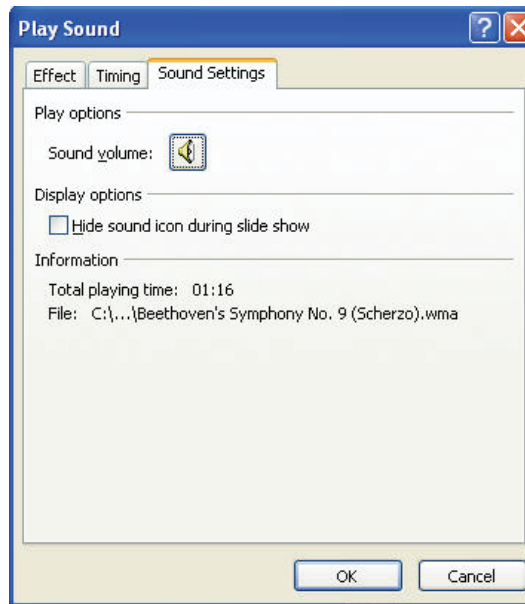 Play Sound
Effect Timing Sound Settings
Play options
Sound volume:
Display options
Hide sound icon during slide show
Information
Total playing time: 01:16
File: C:\...\Beethoven's Symphony No. 9 (Scherzo).wma
OK Cancel